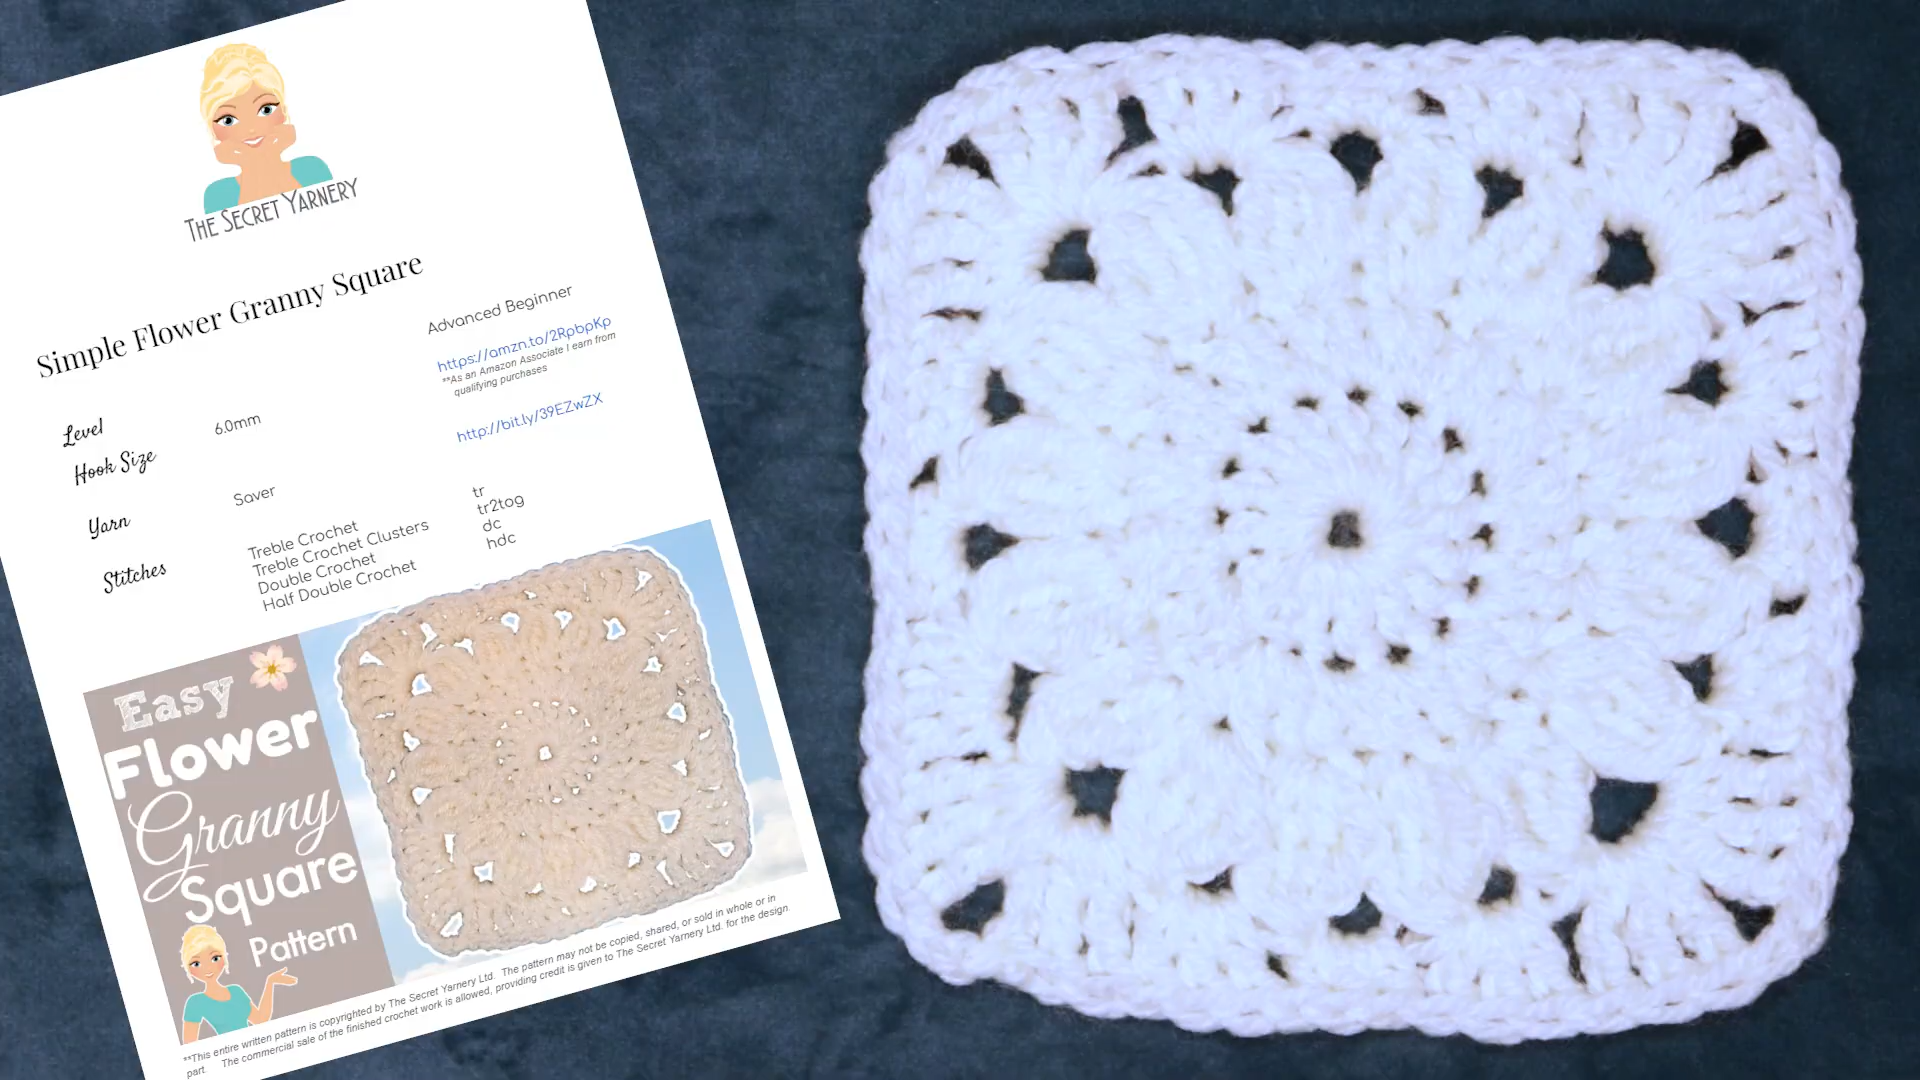 THE SECRET YARNERY
Simple Flower Granny Square
Level
Advanced Beginner
Hook Size
6.0mm
https://amzn.to/2RpbpKp
**As an Amazon Associate I earn from
qualifying purchases
Yarn
Saver
http://bit.ly/39EZwZX
Stitches
Treble Crochet
tr
Treble Crochet Clusters
tr2tog
Double Crochet
dc
Half Double Crochet
hdc
Easy
Flower
Granny
Square
Pattern
**This entire written pattern is copyrighted by The Secret Yarnery Ltd. The pattern may not be copied, shared, or sold in whole or in
part. The commercial sale of the finished crochet work is allowed, providing credit is given to The Secret Yarnery Ltd. for the design.